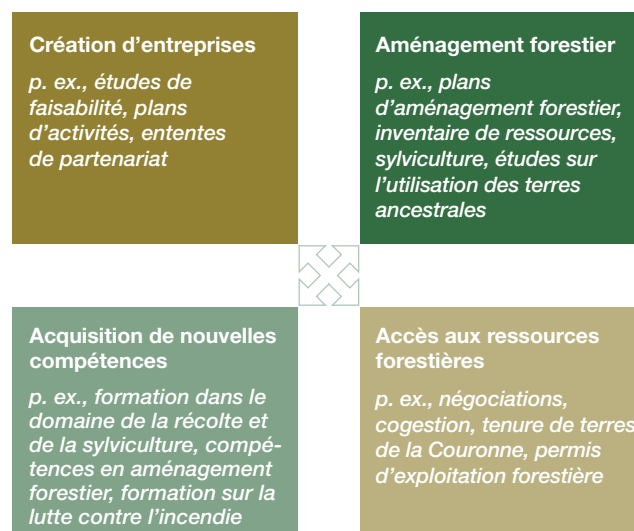 Création d'entreprises
p. ex., études de
faisabilité, plans
d'activités, ententes
de partenariat
Aménagement forestier
p. ex., plans
d'aménagement forestier,
inventaire de ressources,
sylviculture, études sur
l'utilisation des terres
ancestrales
Acquisition de nouvelles
compétences
p. ex., formation dans le
domaine de la récolte et
de la sylviculture, compé-
tences en aménagement
forestier, formation sur la
lutte contre l'incendie
Accès aux ressources
forestières
p. ex., négociations,
cogestion, tenure de terres
de la Couronne, permis
d'exploitation forestière